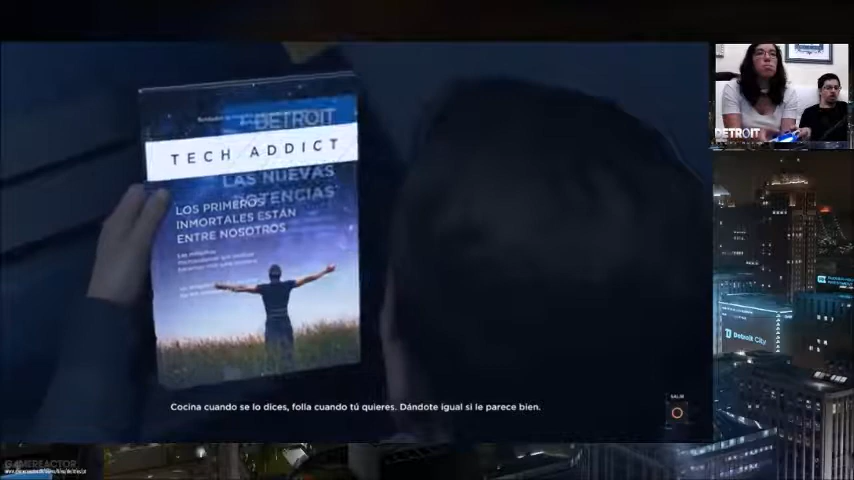 DETROIT
TECH ADDICT
LAS NUEVAS
POTENCIAS
LOS PRIMEROS
INMORTALES ESTÁN
ENTRE NOSOTROS
Cocina cuando se lo dices, folla cuando tú quieres. Dándote igual si le parece bien.
SALIR
DETROIT
Detroit City
GAMEREACTOR